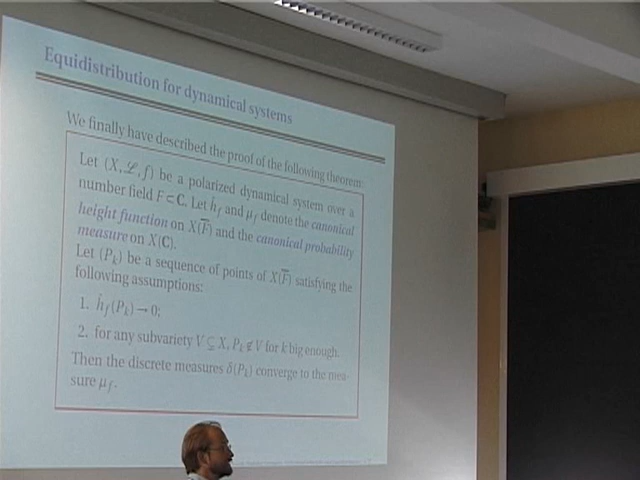 Equidistribution for dynamical systems
We finally have described the proof of the following theorem:
Let (X, ℒ, f) be a polarized dynamical system over a
number field F ⊂ C. Let ĥ_f and μ_f denote the canonical
height function on X(F̅) and the canonical probability
measure on X(C).
Let (P_k) be a sequence of points of X(F̅) satisfying the
following assumptions:
1. ĥ_f(P_k) → 0;
2. for any subvariety V ⊊ X, P_k ∉ V for k big enough.
Then the discrete measures δ(P_k) converge to the mea-
sure μ_f.